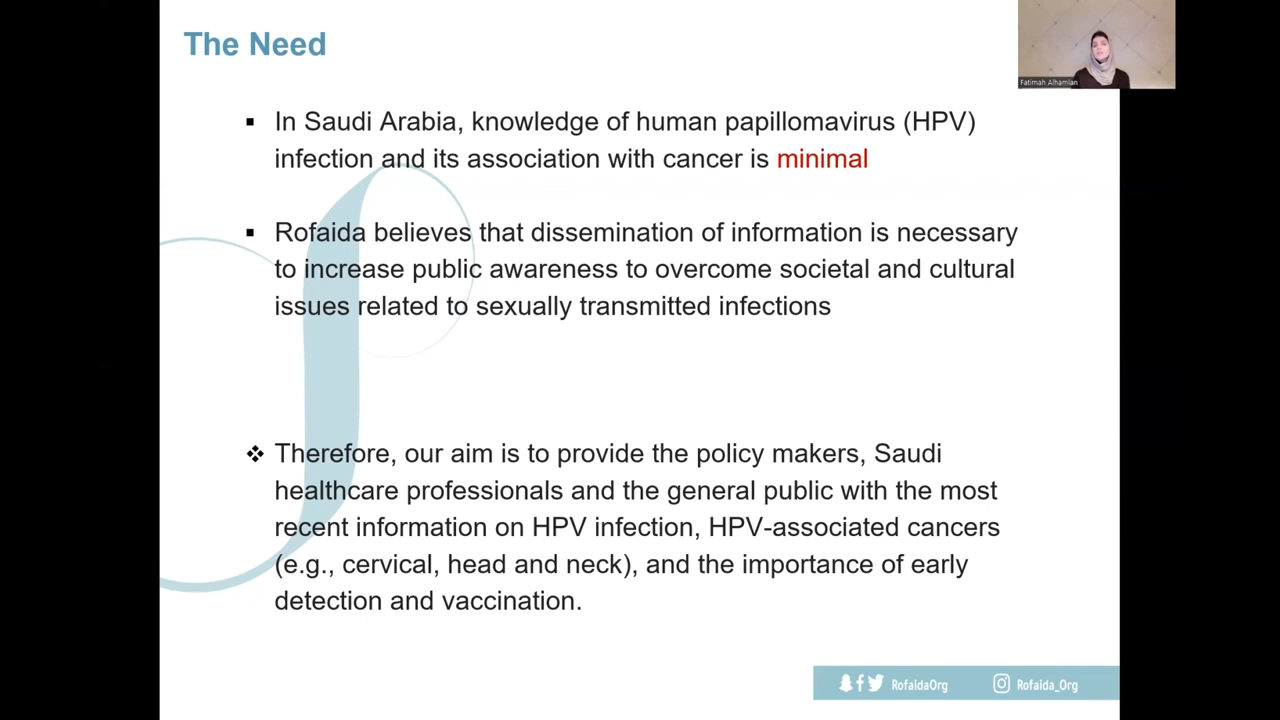 The Need
Fatimah Alhamlan
▪ In Saudi Arabia, knowledge of human papillomavirus (HPV)
infection and its association with cancer is minimal
▪ Rofaida believes that dissemination of information is necessary
to increase public awareness to overcome societal and cultural
issues related to sexually transmitted infections
❖ Therefore, our aim is to provide the policy makers, Saudi
healthcare professionals and the general public with the most
recent information on HPV infection, HPV-associated cancers
(e.g., cervical, head and neck), and the importance of early
detection and vaccination.
RofaidaOrg
Rofaida_Org